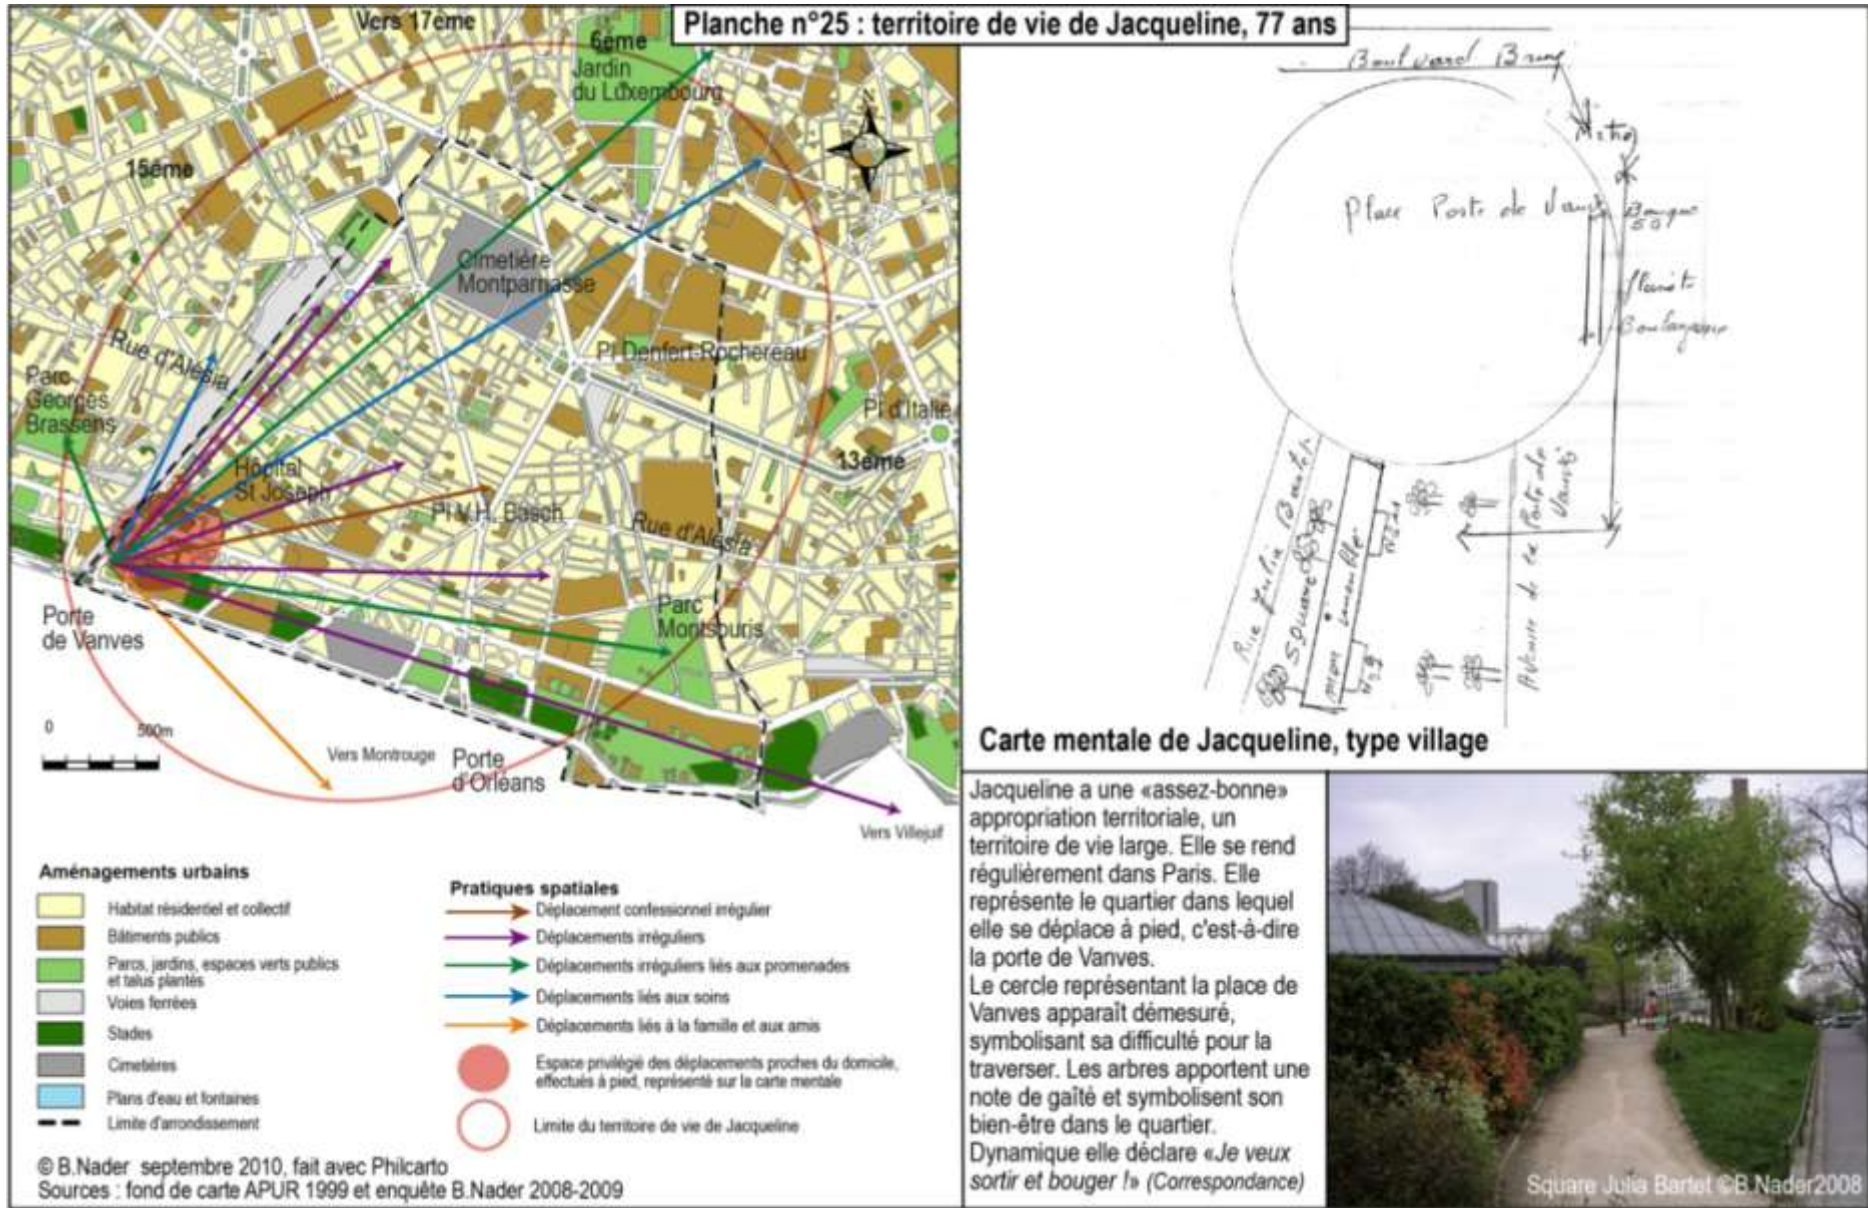 Planche n°25 : territoire de vie de Jacqueline, 77 ans
Vers 17ème
6ème
Jardin
du Luxembourg
15ème
Cimetière
Montparnasse
Rue d'Alésia
Pl Denfert-Rochereau
Parc
Georges
Brassens
Pl d'Italie
13ème
Hôpital
St Joseph
Pl V.H. Basch
Rue d'Alésia
Porte
de Vanves
Parc
Montsouris
0 500m
Vers Montrouge
Porte
d'Orléans
Vers Villejuif
Aménagements urbains
Habitat résidentiel et collectif
Bâtiments publics
Parcs, jardins, espaces verts publics
et talus plantés
Voies ferrées
Stades
Cimetières
Plans d'eau et fontaines
Limite d'arrondissement
Pratiques spatiales
Déplacement confessionnel irrégulier
Déplacements irréguliers
Déplacements irréguliers liés aux promenades
Déplacements liés aux soins
Déplacements liés à la famille et aux amis
Espace privilégié des déplacements proches du domicile,
effectués à pied, représenté sur la carte mentale
Limite du territoire de vie de Jacqueline
© B.Nader septembre 2010, fait avec Philcarto
Sources : fond de carte APUR 1999 et enquête B.Nader 2008-2009
Boulevard
Métro
Place Porte de
Banque
Rue Julia Bartet
SQUARE
mon immeuble
Avenue de la Porte de
Carte mentale de Jacqueline, type village
Jacqueline a une «assez-bonne»
appropriation territoriale, un
territoire de vie large. Elle se rend
régulièrement dans Paris. Elle
représente le quartier dans lequel
elle se déplace à pied, c'est-à-dire
la porte de Vanves.
Le cercle représentant la place de
Vanves apparaît démesuré,
symbolisant sa difficulté pour la
traverser. Les arbres apportent une
note de gaîté et symbolisent son
bien-être dans le quartier.
Dynamique elle déclare «Je veux
sortir et bouger !» (Correspondance)
Square Julia Bartet ©B.Nader2008